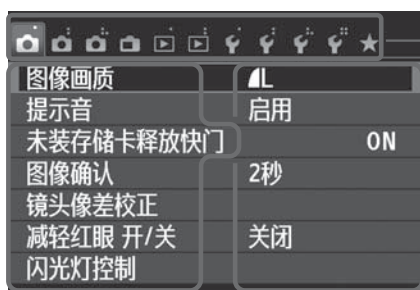 图像画质 L
提示音 启用
未装存储卡释放快门 ON
图像确认 2秒
镜头像差校正
减轻红眼 开/关 关闭
闪光灯控制